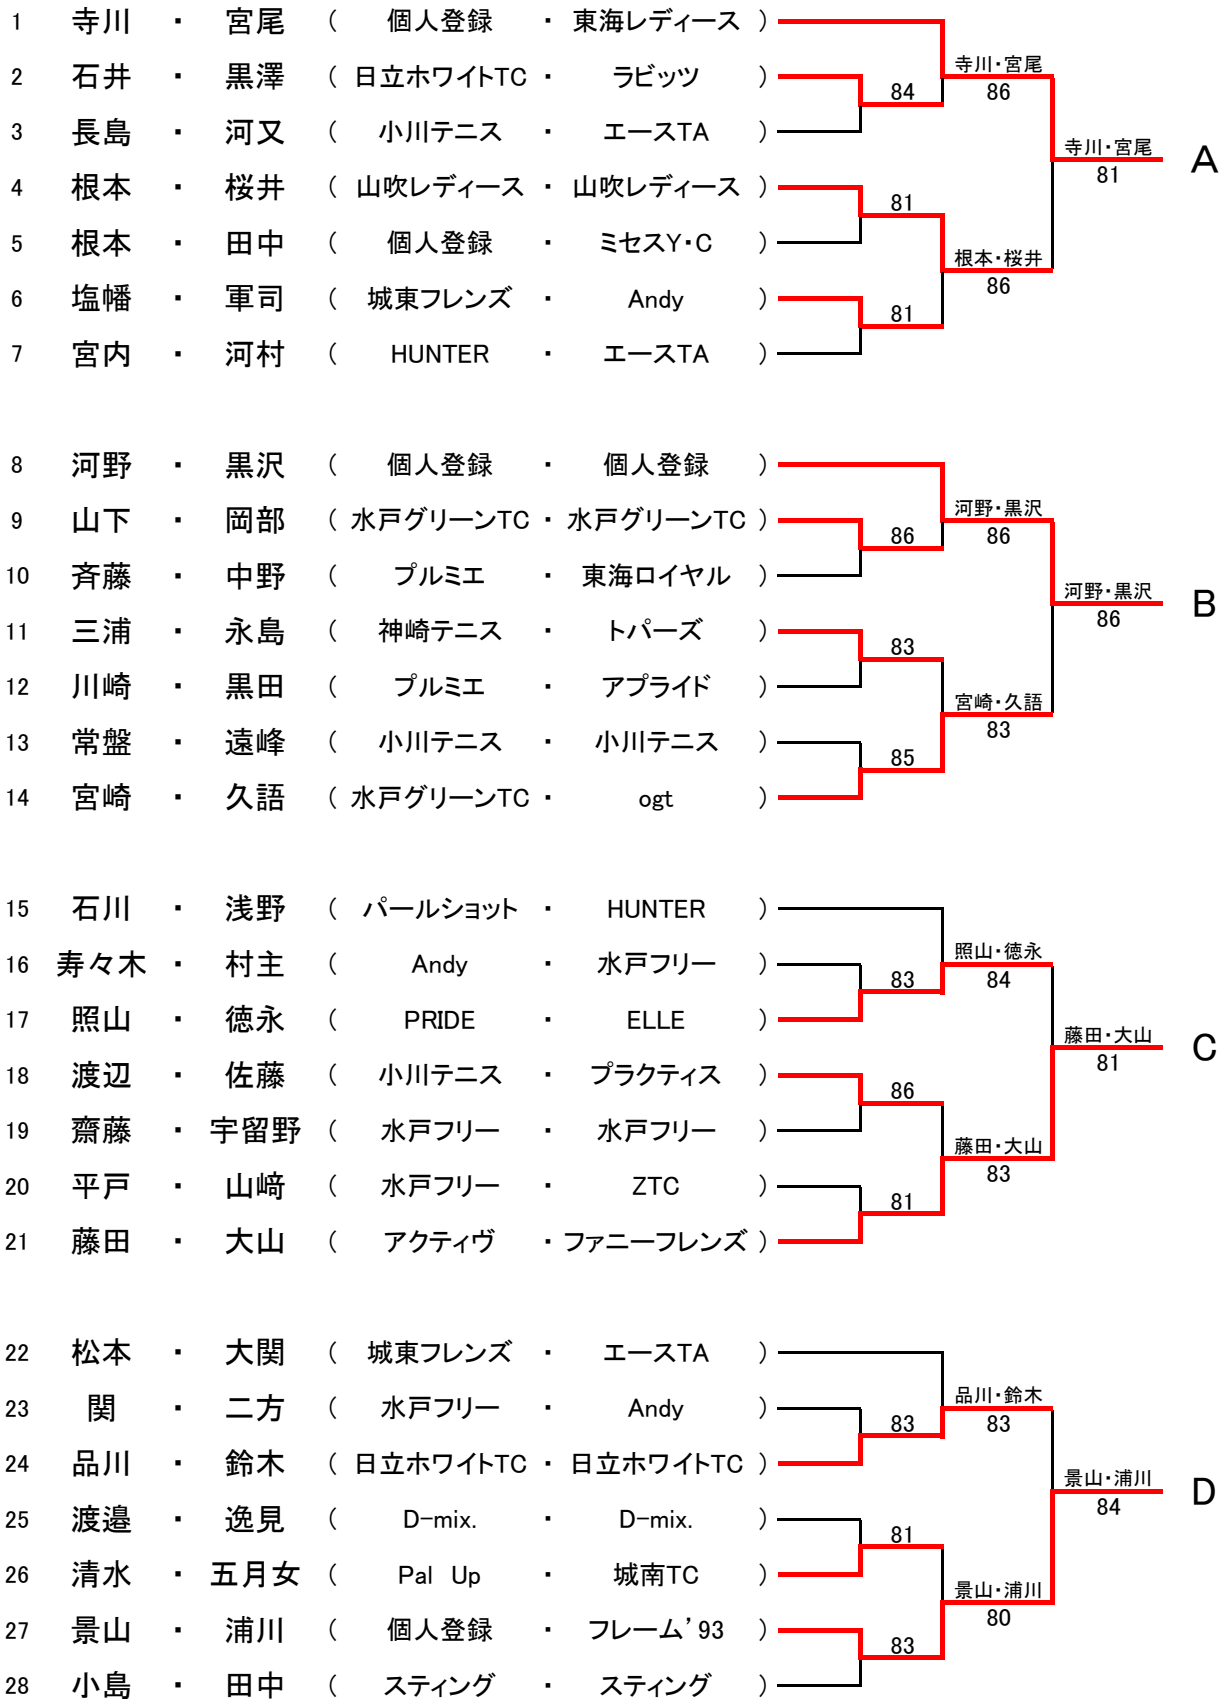 1 寺川 ・ 宮尾 ( 個人登録 ・ 東海レディース )
寺川・宮尾
2 石井 ・ 黒澤 ( 日立ホワイトTC ・ ラビッツ )
84 86
3 長島 ・ 河又 ( 小川テニス ・ エースTA )
寺川・宮尾
A
81
4 根本 ・ 桜井 ( 山吹レディース ・ 山吹レディース )
81
5 根本 ・ 田中 ( 個人登録 ・ ミセスY・C )
根本・桜井
86
6 塩幡 ・ 軍司 ( 城東フレンズ ・ Andy )
81
7 宮内 ・ 河村 ( HUNTER ・ エースTA )
8 河野 ・ 黒沢 ( 個人登録 ・ 個人登録 )
河野・黒沢
9 山下 ・ 岡部 ( 水戸グリーンTC ・ 水戸グリーンTC )
86 86
10 斉藤 ・ 中野 ( プルミエ ・ 東海ロイヤル )
河野・黒沢
B
86
11 三浦 ・ 永島 ( 神崎テニス ・ トパーズ )
83
12 川崎 ・ 黒田 ( プルミエ ・ アプライド )
宮崎・久語
83
13 常盤 ・ 遠峰 ( 小川テニス ・ 小川テニス )
85
14 宮崎 ・ 久語 ( 水戸グリーンTC ・ ogt )
15 石川 ・ 浅野 ( パールショット ・ HUNTER )
照山・徳永
16 寿々木 ・ 村主 ( Andy ・ 水戸フリー )
83 84
17 照山 ・ 徳永 ( PRIDE ・ ELLE )
藤田・大山
C
81
18 渡辺 ・ 佐藤 ( 小川テニス ・ プラクティス )
86
19 齋藤 ・ 宇留野 ( 水戸フリー ・ 水戸フリー )
藤田・大山
83
20 平戸 ・ 山﨑 ( 水戸フリー ・ ZTC )
81
21 藤田 ・ 大山 ( アクティヴ ・ ファニーフレンズ )
22 松本 ・ 大関 ( 城東フレンズ ・ エースTA )
品川・鈴木
23 関 ・ 二方 ( 水戸フリー ・ Andy )
83 83
24 品川 ・ 鈴木 ( 日立ホワイトTC ・ 日立ホワイトTC )
景山・浦川
D
84
25 渡邉 ・ 逸見 ( D-mix. ・ D-mix. )
81
26 清水 ・ 五月女 ( Pal Up ・ 城南TC )
景山・浦川
80
27 景山 ・ 浦川 ( 個人登録 ・ フレーム’93 )
83
28 小島 ・ 田中 ( スティング ・ スティング )